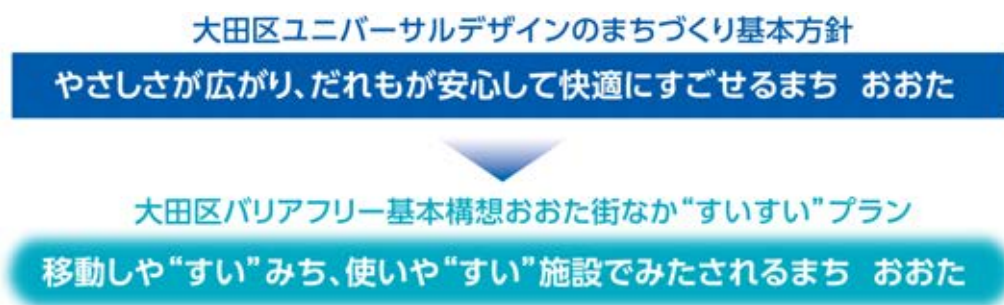 大田区ユニバーサルデザインのまちづくり基本方針
やさしさが広がり、だれもが安心して快適にすごせるまち　おおた
大田区バリアフリー基本構想おおた街なか“すいすい”プラン
移動しや“すい”みち、使いや“すい”施設でみたされるまち　おおた